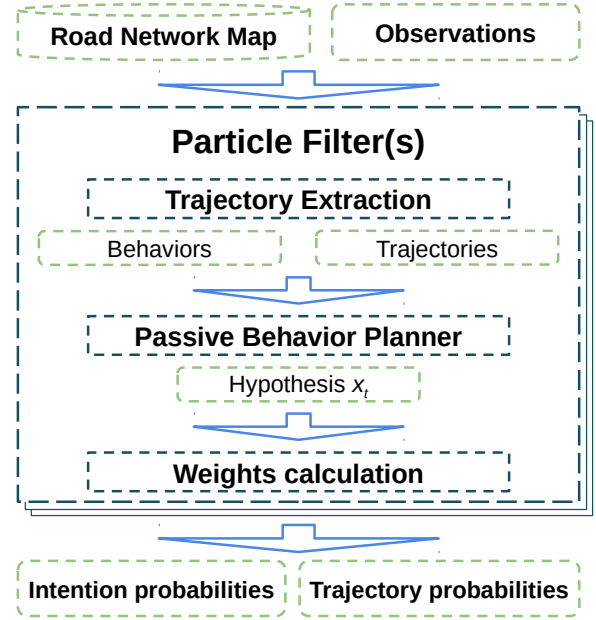 Road Network Map
Observations
Particle Filter(s)
Trajectory Extraction
Behaviors
Trajectories
Passive Behavior Planner
Hypothesis x_t
Weights calculation
Intention probabilities
Trajectory probabilities